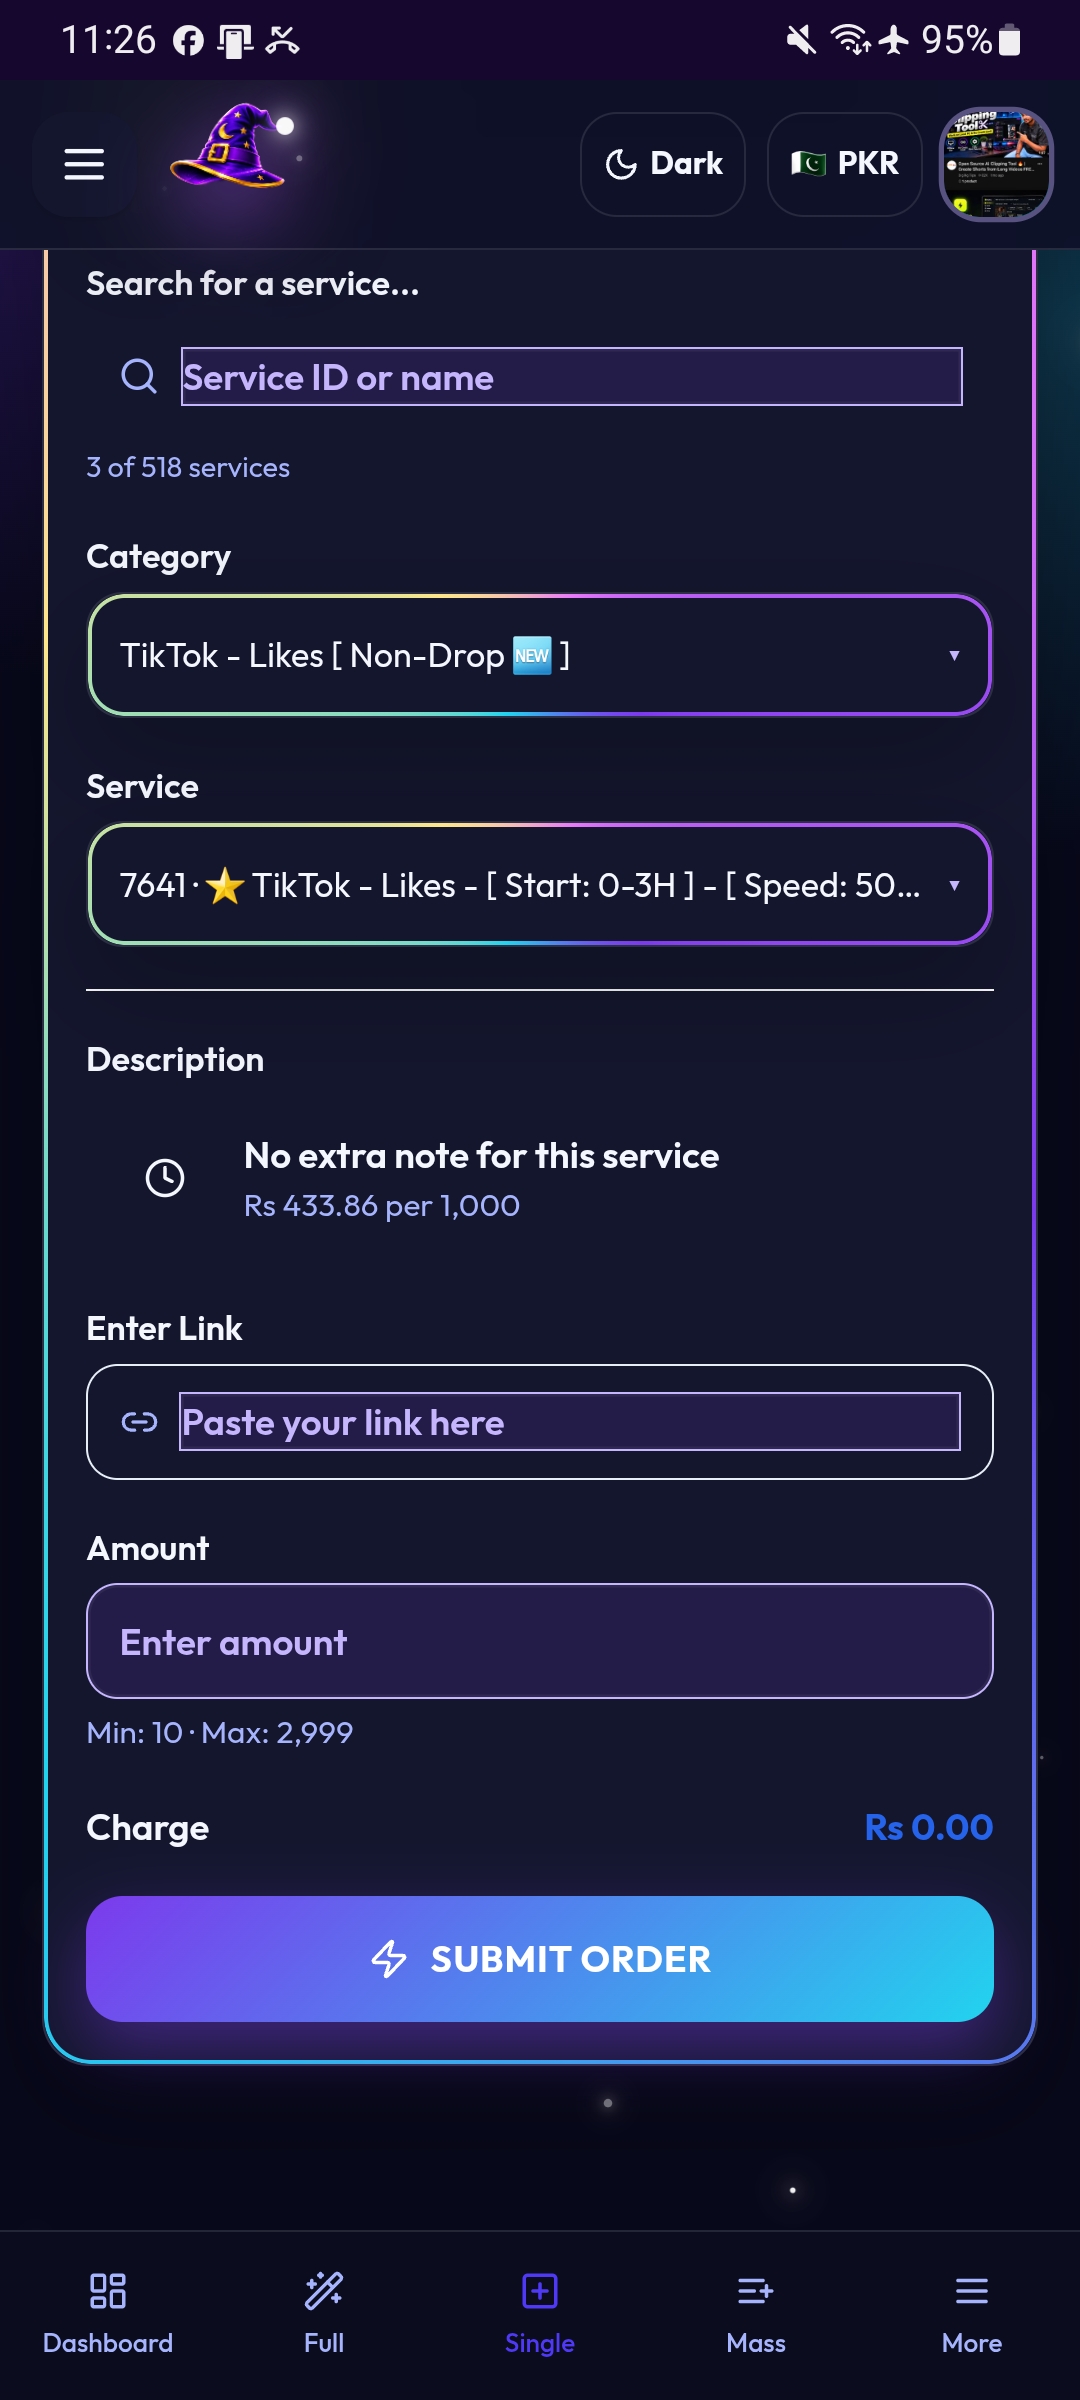 11:26
95%
Dark
PKR
Clipping
Tool
Search for a service...
Service ID or name
3 of 518 services
Category
TikTok - Likes [ Non-Drop 🆕 ]
Service
7641 · ⭐ TikTok - Likes - [ Start: 0-3H ] - [ Speed: 50...
Description
No extra note for this service
Rs 433.86 per 1,000
Enter Link
Paste your link here
Amount
Enter amount
Min: 10 · Max: 2,999
Charge
Rs 0.00
SUBMIT ORDER
Dashboard
Full
Single
Mass
More